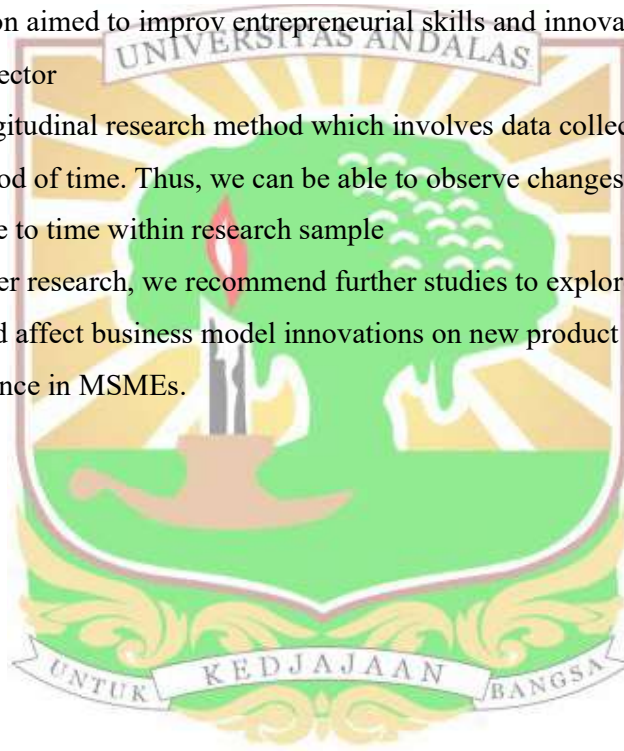 on aimed to improv entrepreneurial skills and innova
UNIVERSITAS ANDALAS
ector
gitudinal research method which involves data collec
od of time. Thus, we can be able to observe changes
e to time within research sample
er research, we recommend further studies to explor
d affect business model innovations on new product
nce in MSMEs.
UNTUK KEDJAJAAN BANGSA